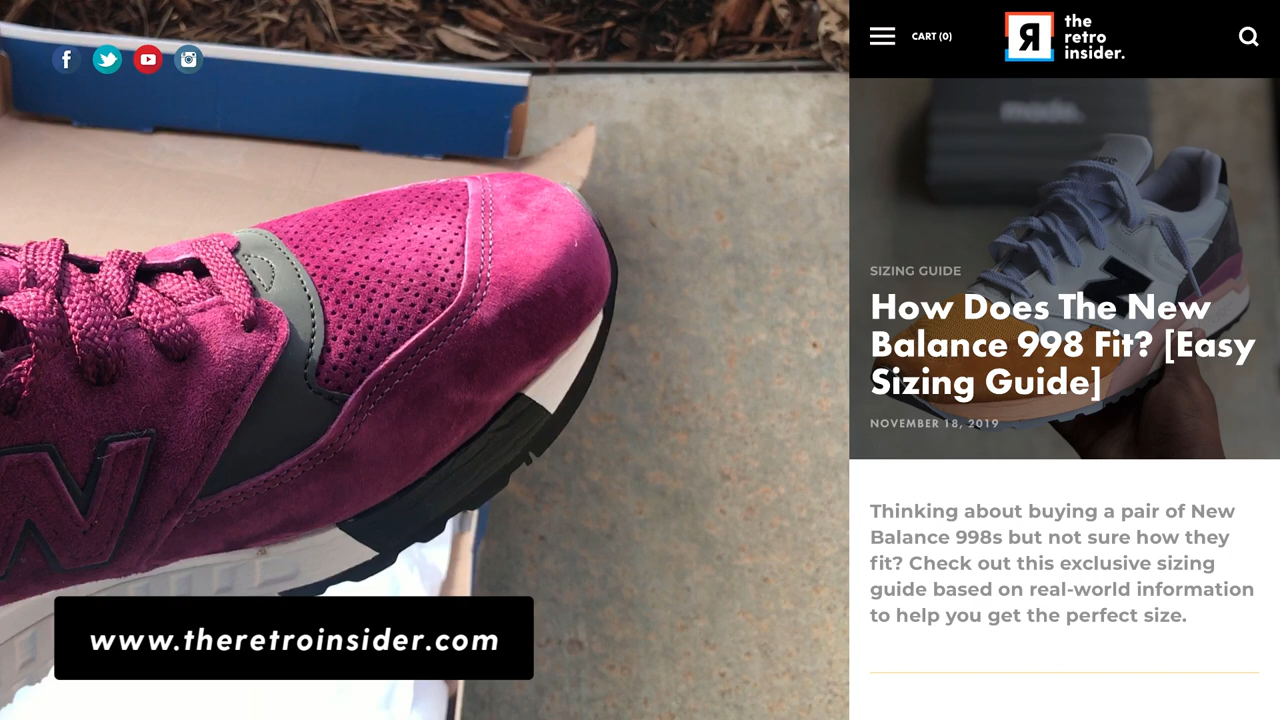 www.theretroinsider.com
CART (0)
the
retro
insider.
made.
SIZING GUIDE
How Does The New
Balance 998 Fit? [Easy
Sizing Guide]
NOVEMBER 18, 2019
Thinking about buying a pair of New
Balance 998s but not sure how they
fit? Check out this exclusive sizing
guide based on real-world information
to help you get the perfect size.